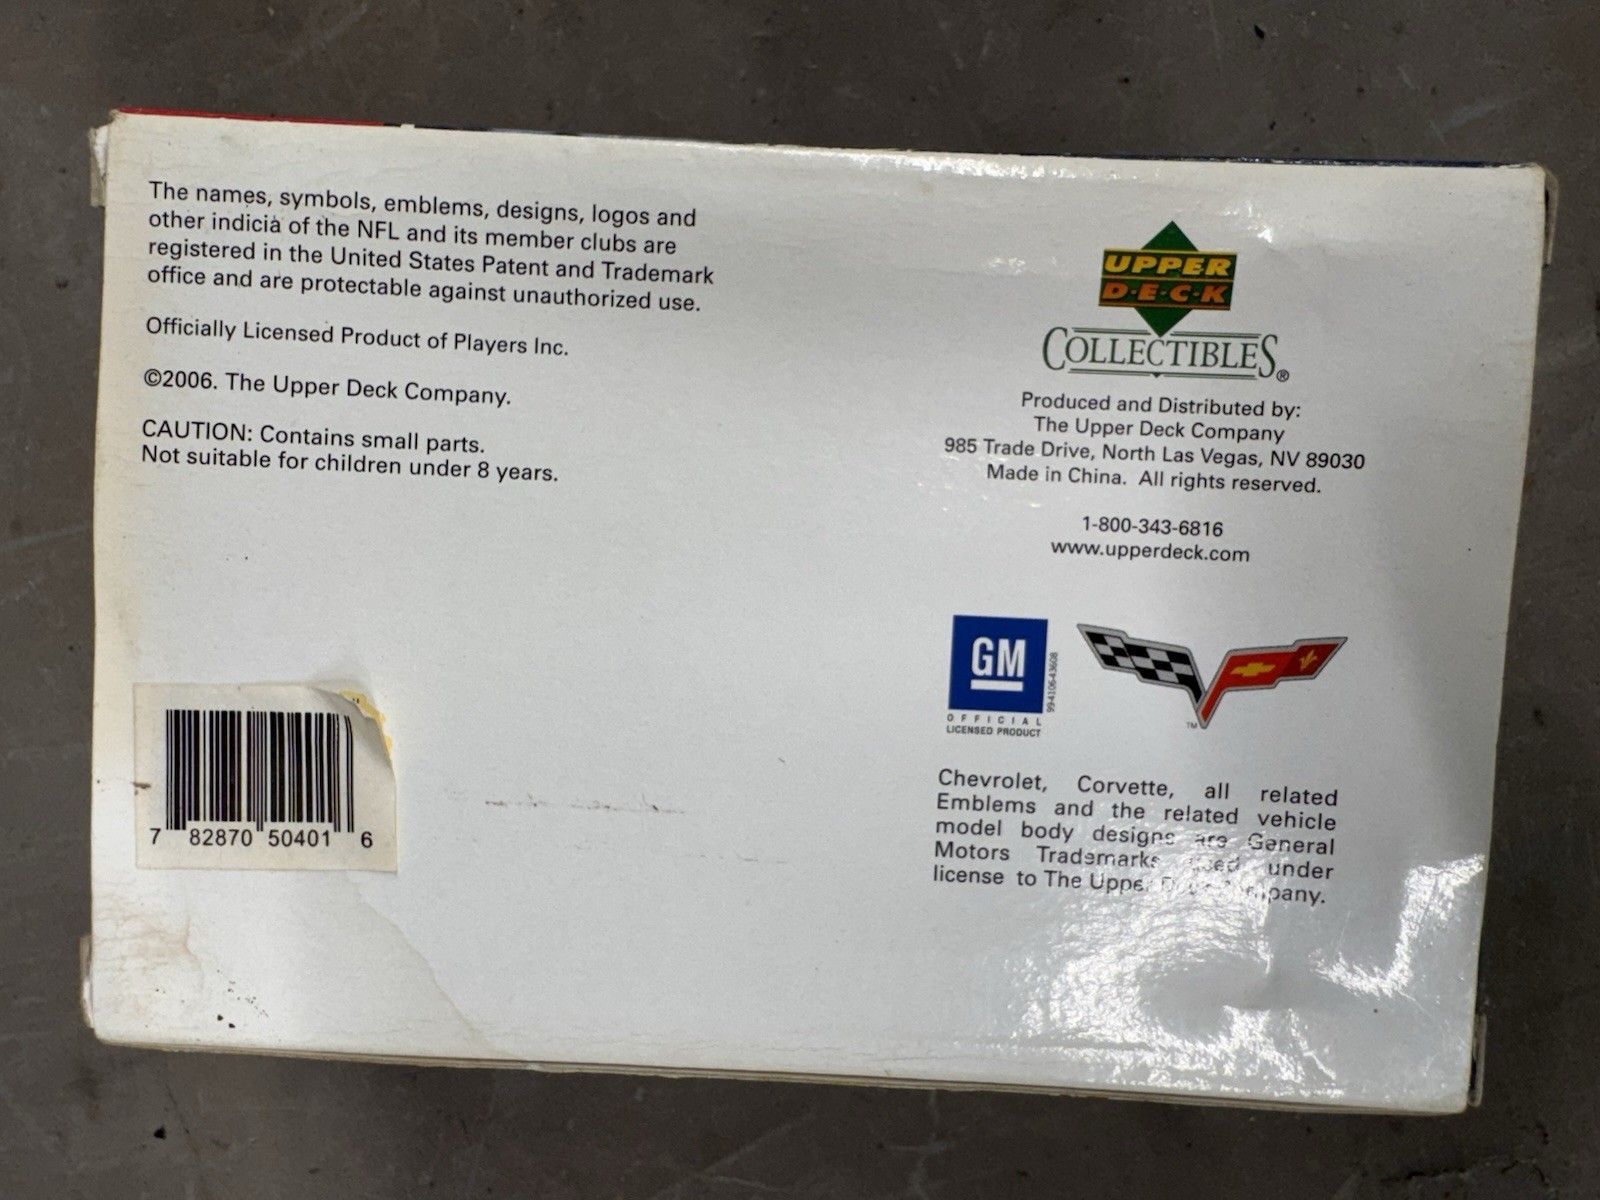 The names, symbols, emblems, designs, logos and
other indicia of the NFL and its member clubs are
registered in the United States Patent and Trademark
office and are protectable against unauthorized use.
Officially Licensed Product of Players Inc.
©2006. The Upper Deck Company.
CAUTION: Contains small parts.
Not suitable for children under 8 years.
7 82870 50401 6
UPPER
D·E·C·K
COLLECTIBLES®
Produced and Distributed by:
The Upper Deck Company
985 Trade Drive, North Las Vegas, NV 89030
Made in China. All rights reserved.
1-800-343-6816
www.upperdeck.com
GM
OFFICIAL
LICENSED PRODUCT
TM
Chevrolet, Corvette, all related
Emblems and the related vehicle
model body designs are General
Motors Trademarks used under
license to The Upper Company.